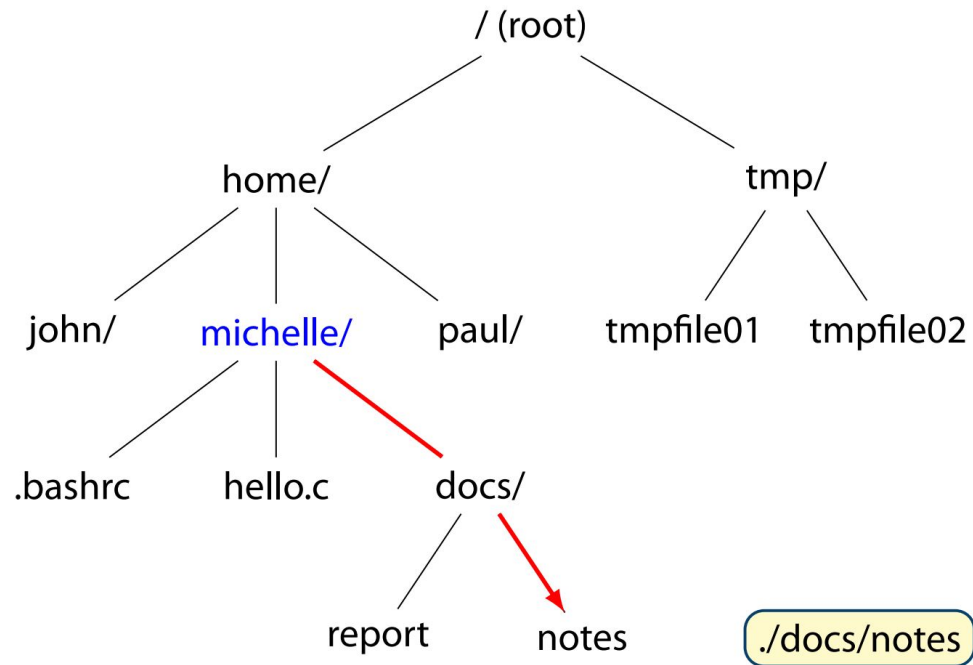 / (root)
home/
tmp/
john/
michelle/
paul/
tmpfile01
tmpfile02
.bashrc
hello.c
docs/
report
notes
./docs/notes